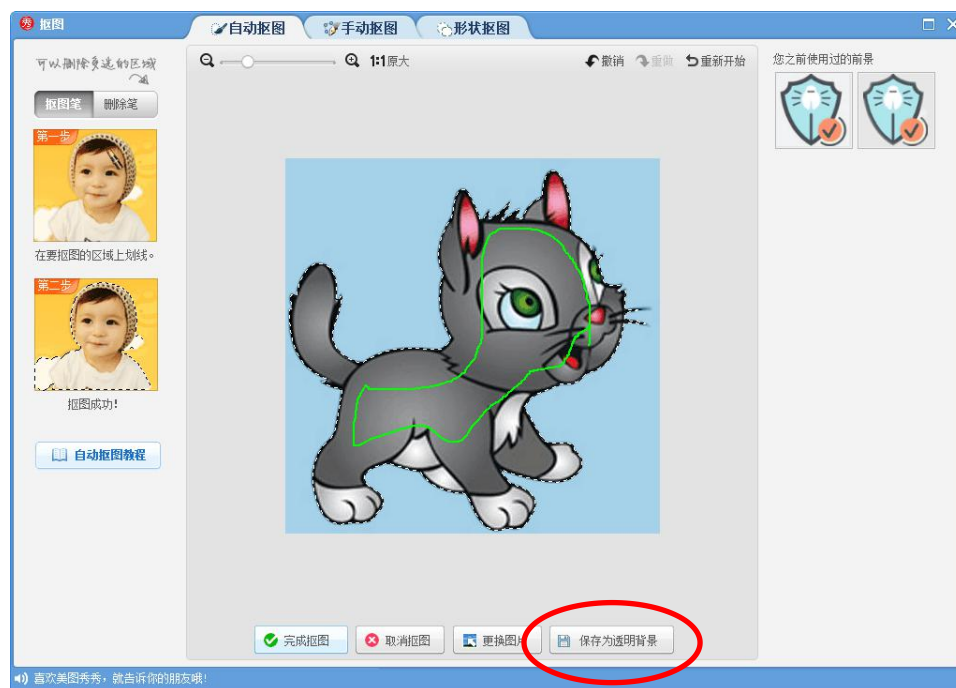 抠图
自动抠图
手动抠图
形状抠图
可以删除多选的区域
抠图笔
删除笔
1:1原大
撤销
重做
重新开始
您之前使用过的前景
第一步
在要抠图的区域上划线。
第二步
抠图成功!
自动抠图教程
完成抠图
取消抠图
更换图片
保存为透明背景
喜欢美图秀秀，就告诉你的朋友哦!